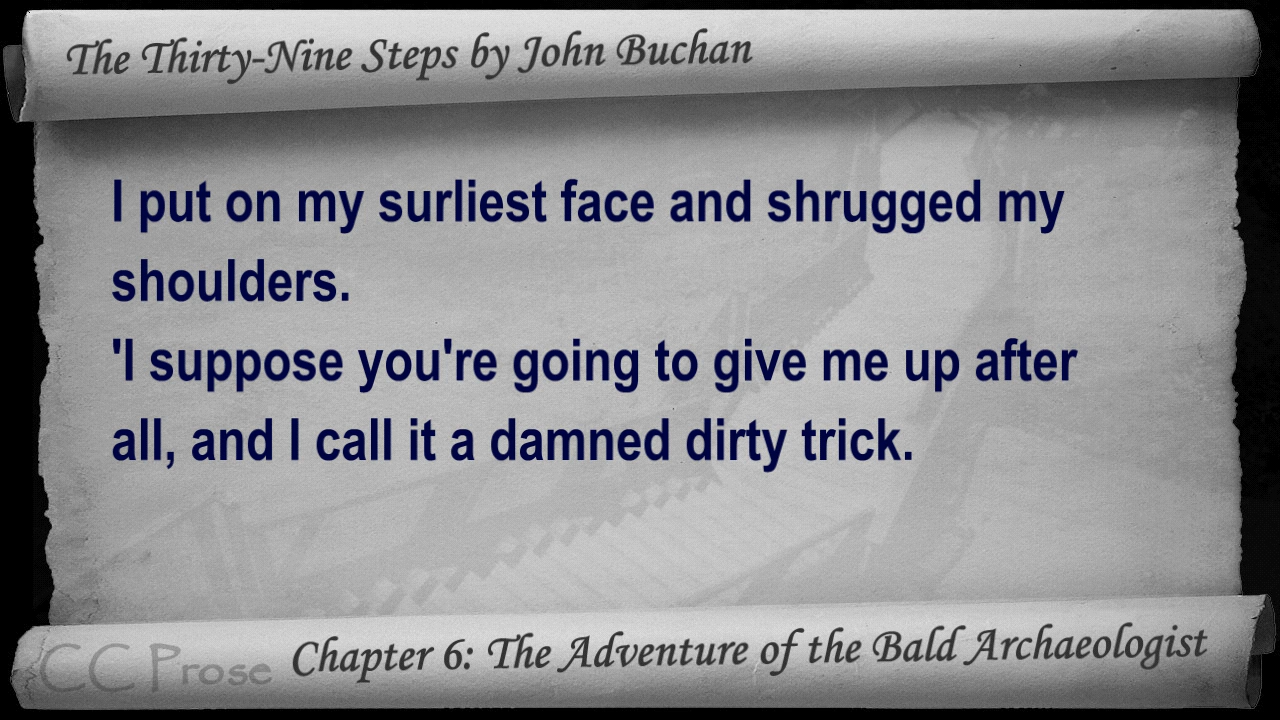 The Thirty-Nine Steps by John Buchan
I put on my surliest face and shrugged my
shoulders.
'I suppose you're going to give me up after
all, and I call it a damned dirty trick.
CC Prose
Chapter 6: The Adventure of the Bald Archaeologist